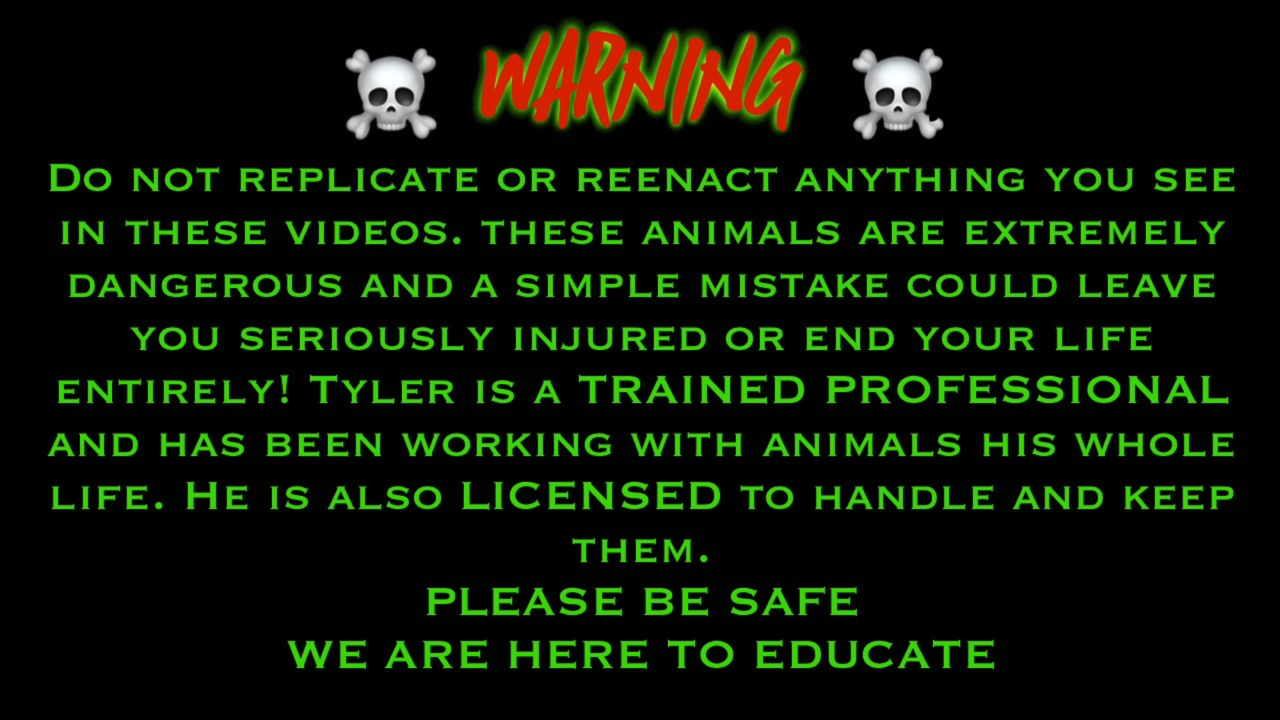 WARNING
Do not replicate or reenact anything you see
in these videos. these animals are extremely
dangerous and a simple mistake could leave
you seriously injured or end your life
entirely! Tyler is a TRAINED PROFESSIONAL
and has been working with animals his whole
life. He is also LICENSED to handle and keep
them.
PLEASE BE SAFE
WE ARE HERE TO EDUCATE